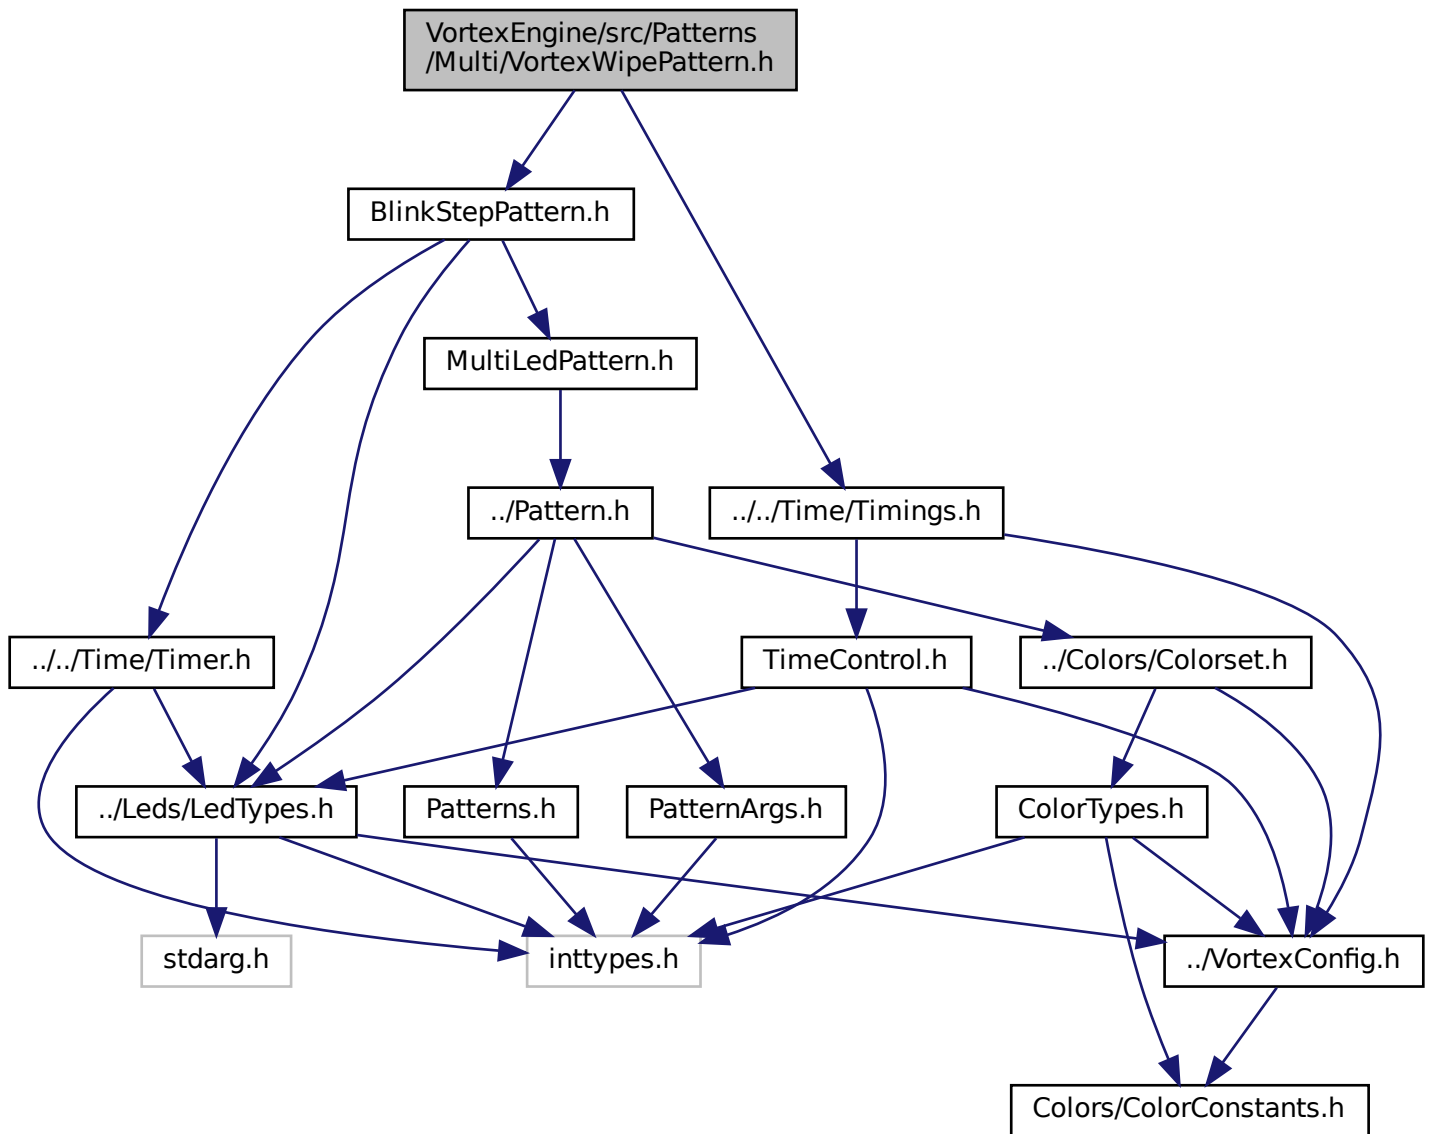 VortexEngine/src/Patterns
/Multi/VortexWipePattern.h
BlinkStepPattern.h
MultiLedPattern.h
../Pattern.h
../../Time/Timings.h
../../Time/Timer.h
TimeControl.h
../Colors/Colorset.h
../Leds/LedTypes.h
Patterns.h
PatternArgs.h
ColorTypes.h
stdarg.h
inttypes.h
../VortexConfig.h
Colors/ColorConstants.h